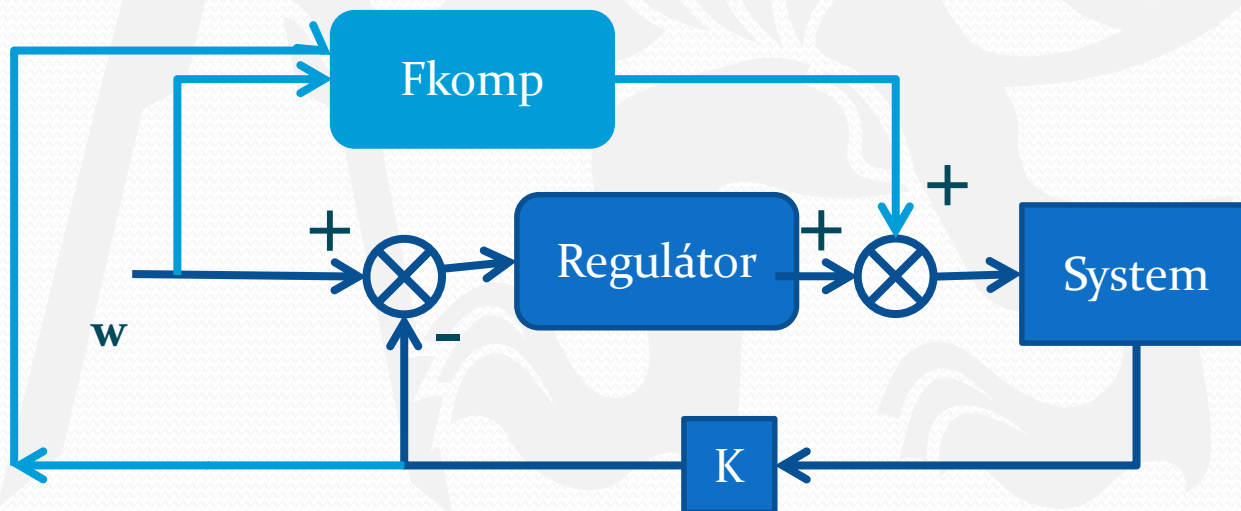 Fkomp
+
+
Regulátor
+
System
w
-
K